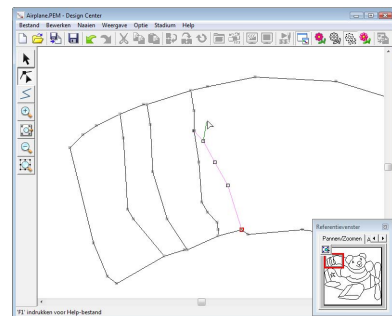 Airplane.PEM - Design Center
Bestand Bewerken Naaien Weergave Optie Stadium Help
Referentievenster
Pannen/Zoomen A
'F1' indrukken voor Help-bestand